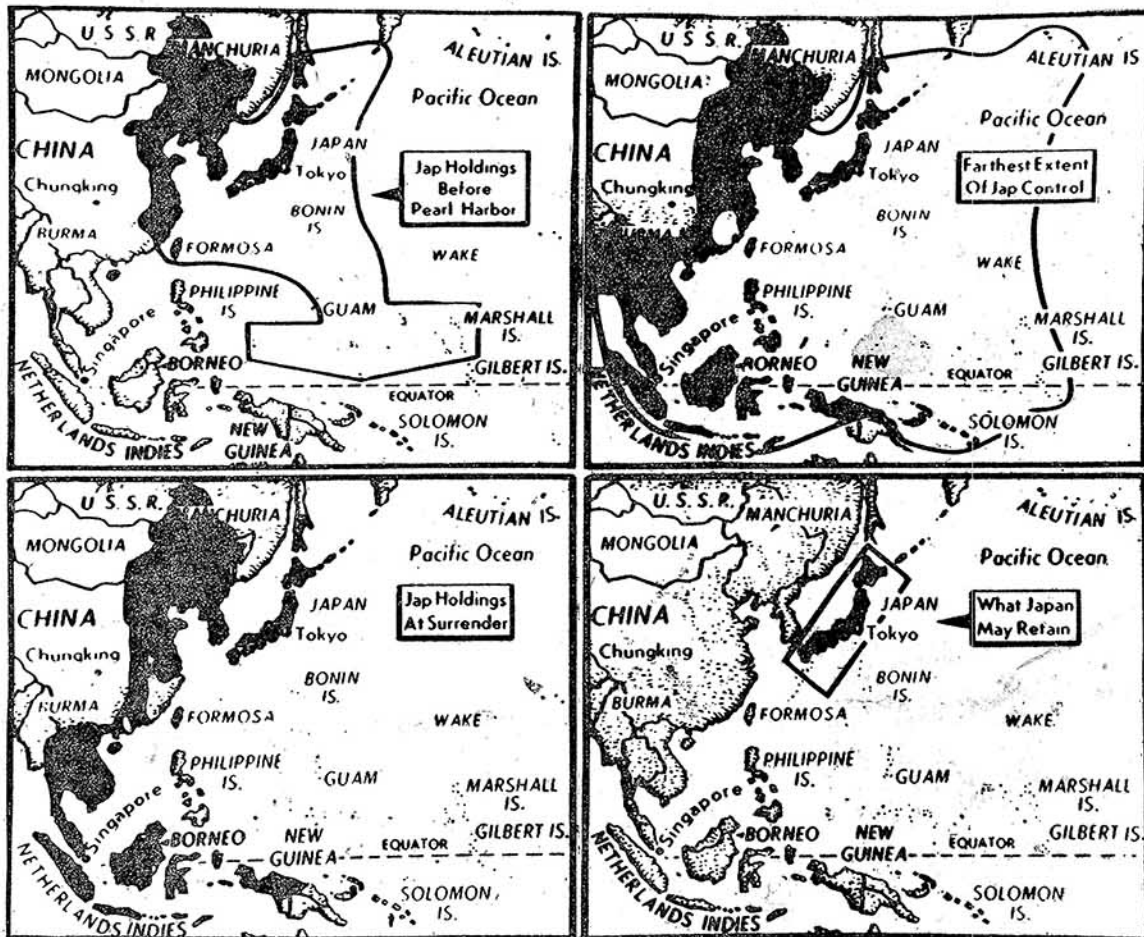 U.S.S.R.
MANCHURIA
MONGOLIA
ALEUTIAN IS.
Pacific Ocean
CHINA
JAPAN
Tokyo
Jap Holdings
Before
Pearl Harbor
Chungking
BONIN
IS.
BURMA
FORMOSA
WAKE
PHILIPPINE
IS.
GUAM
MARSHALL
IS.
Singapore
BORNEO
GILBERT IS.
EQUATOR
NETHERLANDS INDIES
NEW
GUINEA
SOLOMON
IS.
U.S.S.R.
MANCHURIA
MONGOLIA
ALEUTIAN IS.
Pacific Ocean
CHINA
JAPAN
Tokyo
Farthest Extent
Of Jap Control
Chungking
BONIN
IS.
BURMA
FORMOSA
WAKE
PHILIPPINE
IS.
GUAM
MARSHALL
IS.
Singapore
BORNEO
NEW
GUINEA
GILBERT IS.
EQUATOR
NETHERLANDS INDIES
SOLOMON
IS.
U.S.S.R.
MANCHURIA
MONGOLIA
ALEUTIAN IS.
Pacific Ocean
CHINA
JAPAN
Tokyo
Jap Holdings
At Surrender
Chungking
BONIN
IS.
BURMA
FORMOSA
WAKE
PHILIPPINE
IS.
GUAM
MARSHALL
IS.
Singapore
BORNEO
NEW
GUINEA
GILBERT IS.
EQUATOR
NETHERLANDS INDIES
SOLOMON
IS.
U.S.S.R.
MANCHURIA
MONGOLIA
ALEUTIAN IS.
Pacific Ocean
CHINA
JAPAN
Tokyo
What Japan
May Retain
Chungking
BONIN
IS.
BURMA
FORMOSA
WAKE
PHILIPPINE
IS.
GUAM
MARSHALL
IS.
Singapore
BORNEO
NEW
GUINEA
GILBERT IS.
EQUATOR
NETHERLANDS INDIES
SOLOMON
IS.